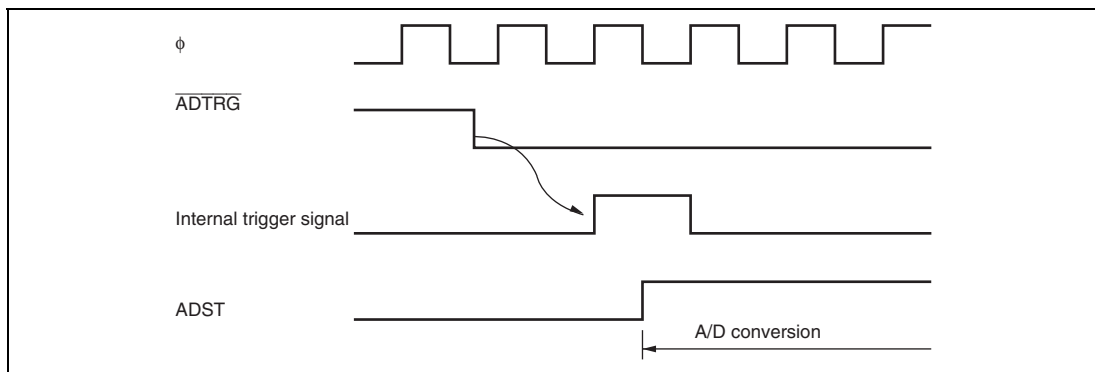 ϕ
ADTRG
Internal trigger signal
ADST
A/D conversion